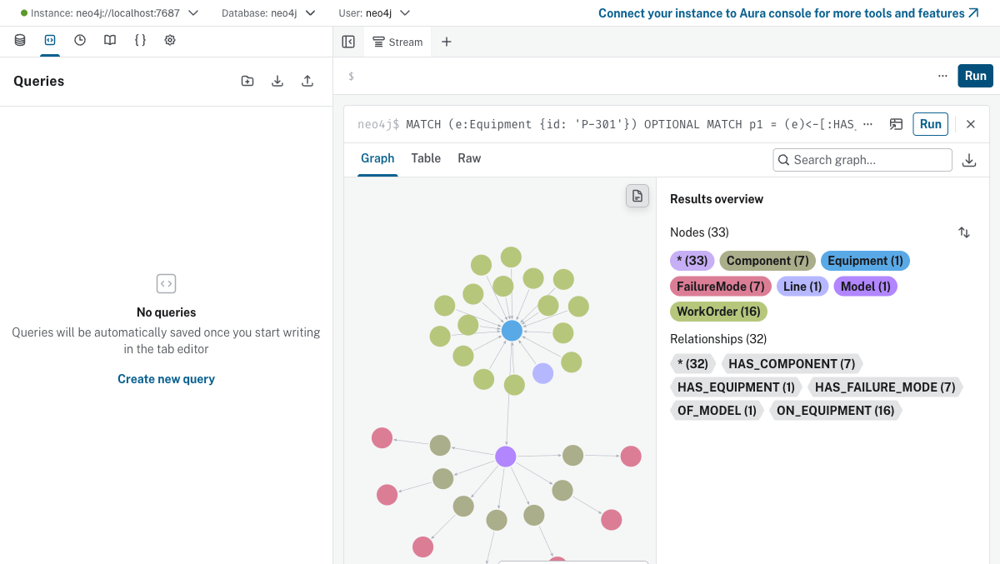 Instance: neo4j://localhost:7687
Database: neo4j
User: neo4j
Connect your instance to Aura console for more tools and features
Stream
Queries
$
Run
neo4j$ MATCH (e:Equipment {id: 'P-301'}) OPTIONAL MATCH p1 = (e)<-[:HAS_
Run
Graph
Table
Raw
Search graph...
Results overview
Nodes (33)
* (33)
Component (7)
Equipment (1)
FailureMode (7)
Line (1)
Model (1)
WorkOrder (16)
Relationships (32)
* (32)
HAS_COMPONENT (7)
HAS_EQUIPMENT (1)
HAS_FAILURE_MODE (7)
OF_MODEL (1)
ON_EQUIPMENT (16)
No queries
Queries will be automatically saved once you start writing
in the tab editor
Create new query